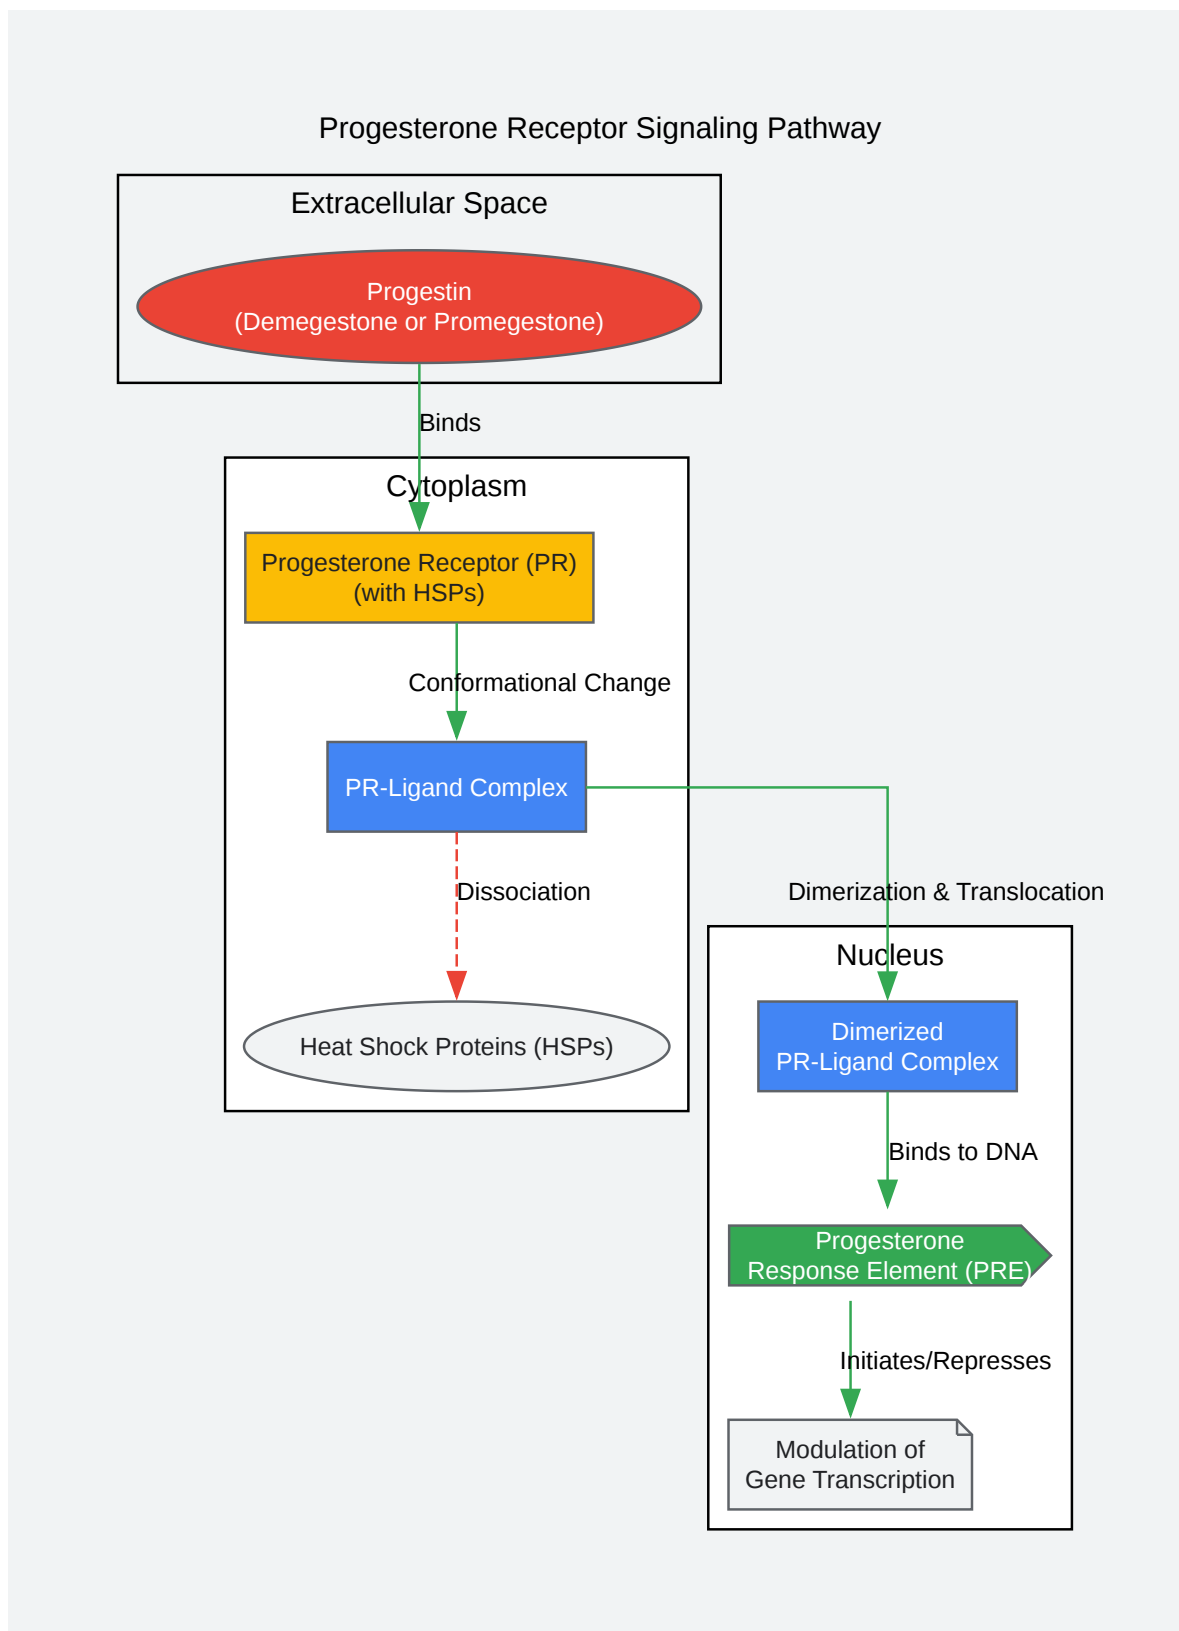 Progesterone Receptor Signaling Pathway
Extracellular Space
Progestin
(Demegestone or Promegestone)
Binds
Cytoplasm
Progesterone Receptor (PR)
(with HSPs)
Conformational Change
PR-Ligand Complex
Dissociation
Heat Shock Proteins (HSPs)
Dimerization & Translocation
Nucleus
Dimerized
PR-Ligand Complex
Binds to DNA
Progesterone
Response Element (PRE)
Initiates/Represses
Modulation of
Gene Transcription